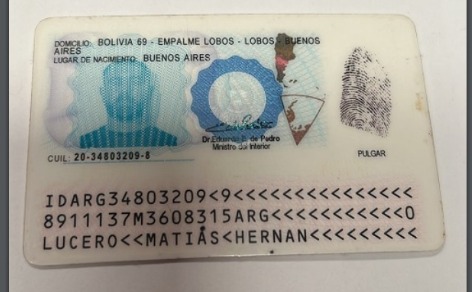 DOMICILIO: BOLIVIA 69 - EMPALME LOBOS - LOBOS - BUENOS
AIRES
LUGAR DE NACIMIENTO: BUENOS AIRES
Dr. Eduardo E. de Pedro
Ministro del Interior
CUIL: 20-34803209-8
PULGAR
IDARG34803209<9<<<<<<<<<<<<<<<
8911137M3608315ARG<<<<<<<<<<<0
LUCERO<<MATIAS<HERNAN<<<<<<<<<